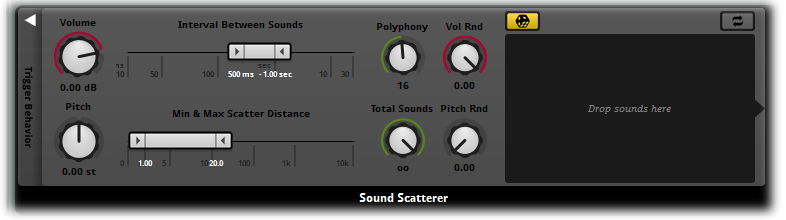 Trigger Behavior
Volume
0.00 dB
Pitch
0.00 st
Interval Between Sounds
ms
sec
10 50 100 500 ms - 1.00 sec 10 30
Min & Max Scatter Distance
0 1.00 5 10 20.0 100 1k 10k
Polyphony
16
Vol Rnd
0.00
Total Sounds
oo
Pitch Rnd
0.00
Drop sounds here
Sound Scatterer